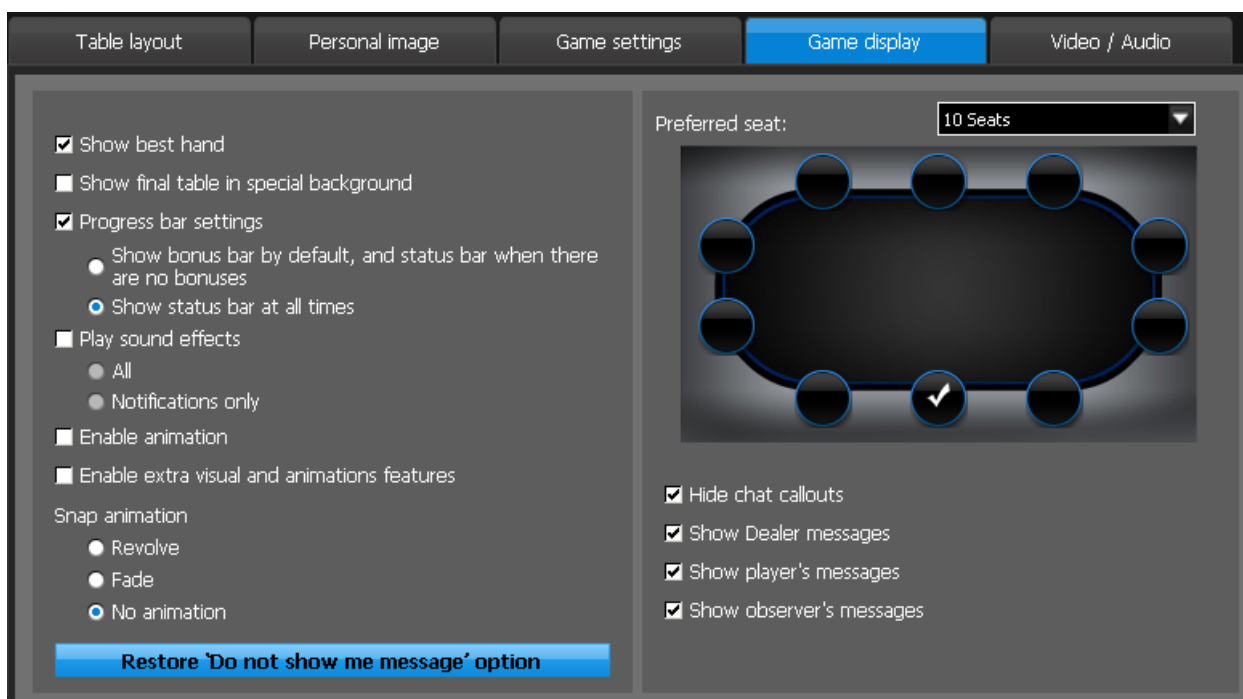 Table layout
Personal image
Game settings
Game display
Video / Audio
Show best hand
Show final table in special background
Progress bar settings
Show bonus bar by default, and status bar when there
are no bonuses
Show status bar at all times
Play sound effects
All
Notifications only
Enable animation
Enable extra visual and animations features
Snap animation
Revolve
Fade
No animation
Restore 'Do not show me message' option
Preferred seat:
10 Seats
Hide chat callouts
Show Dealer messages
Show player's messages
Show observer's messages